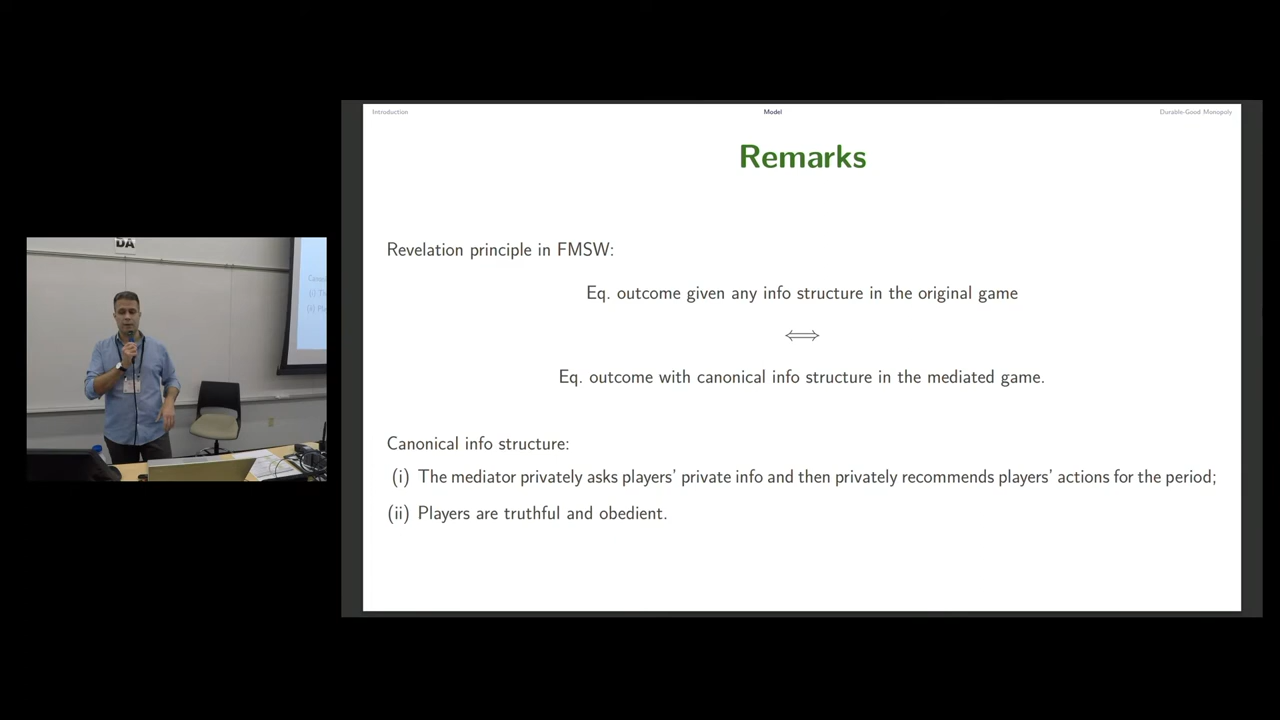 Introduction
Model
Durable-Good Monopoly
Remarks
Revelation principle in FMSW:
Eq. outcome given any info structure in the original game
⟺
Eq. outcome with canonical info structure in the mediated game.
Canonical info structure:
(i) The mediator privately asks players' private info and then privately recommends players' actions for the period;
(ii) Players are truthful and obedient.
DA